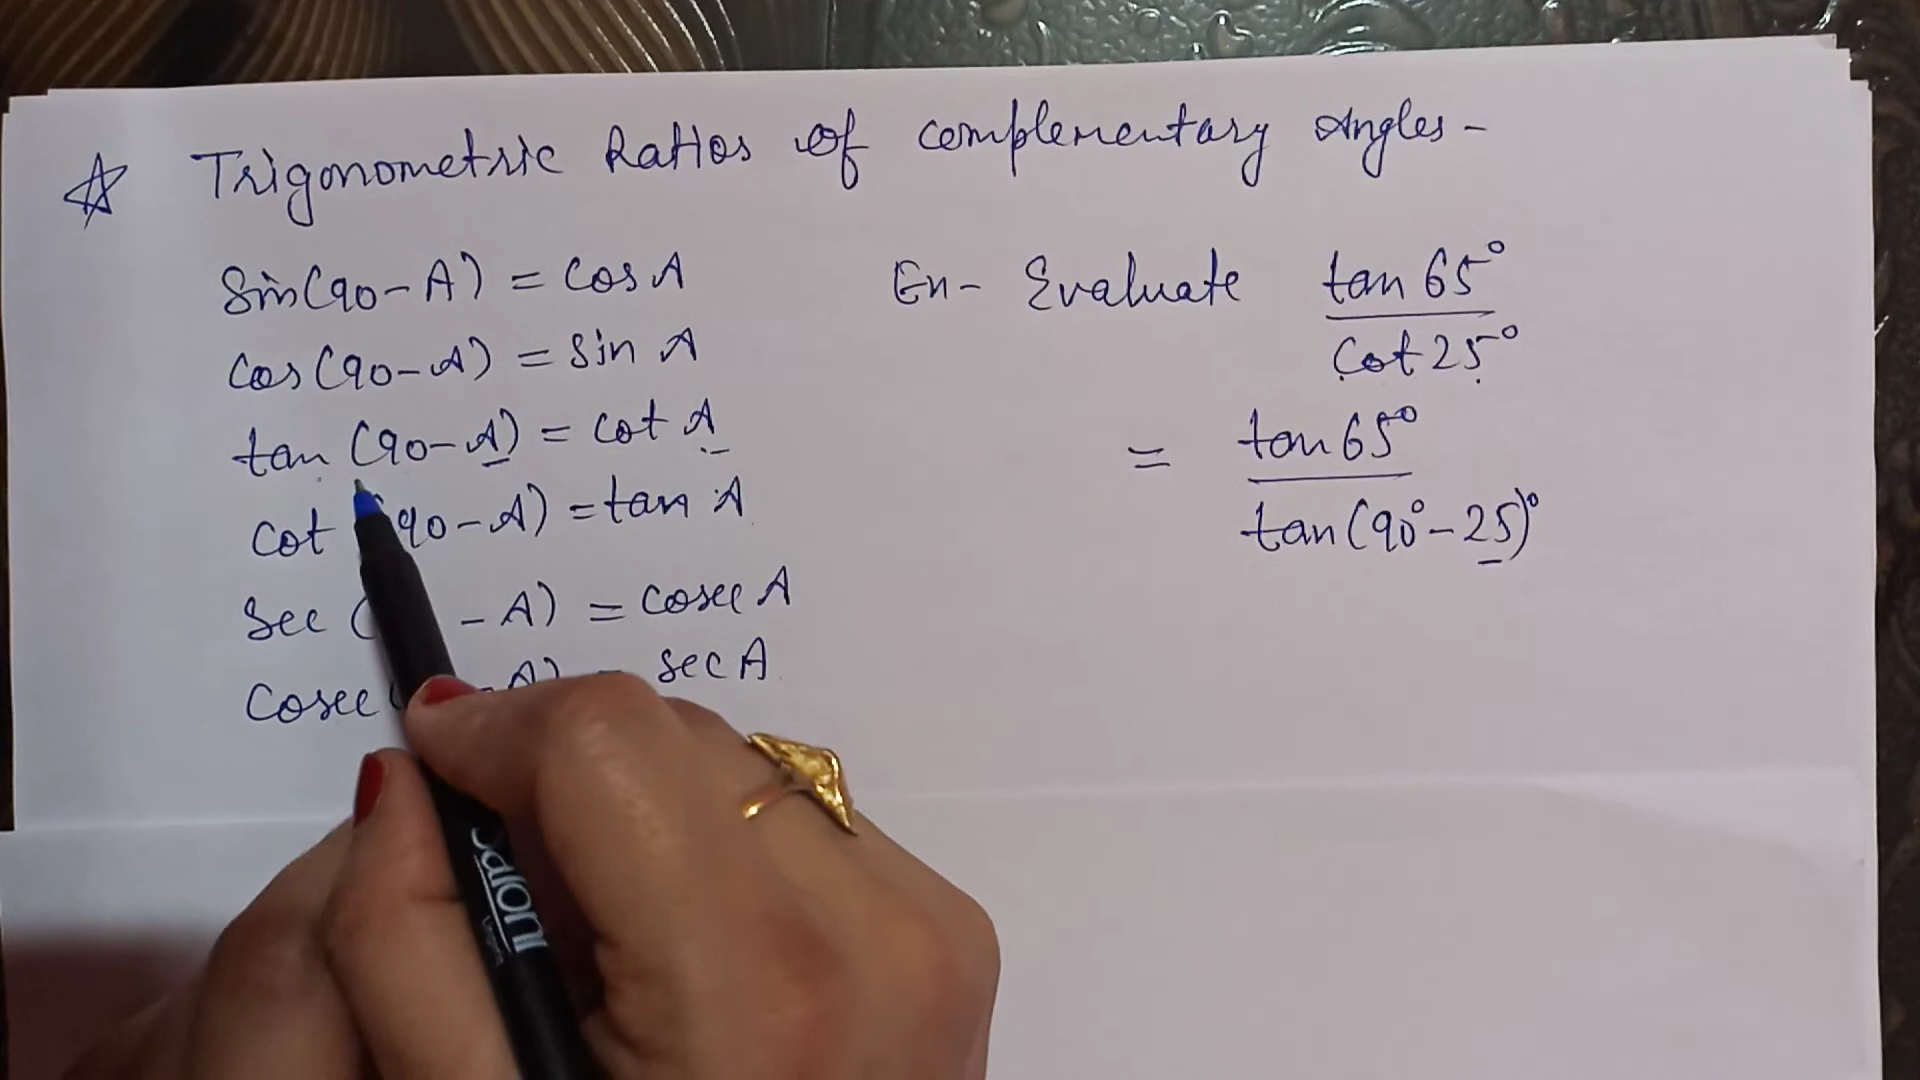 ☆ Trigonometric Ratios of complementary Angles -
Sin(90-A) = Cos A
Cos(90-A) = Sin A
tan (90-A) = Cot A
Cot (90-A) = tan A
Sec ( - A) = Cosec A
Cosec -A) = sec A
Ex- Evaluate tan 65°
Cot 25°
= tan 65°
tan(90°-25)°